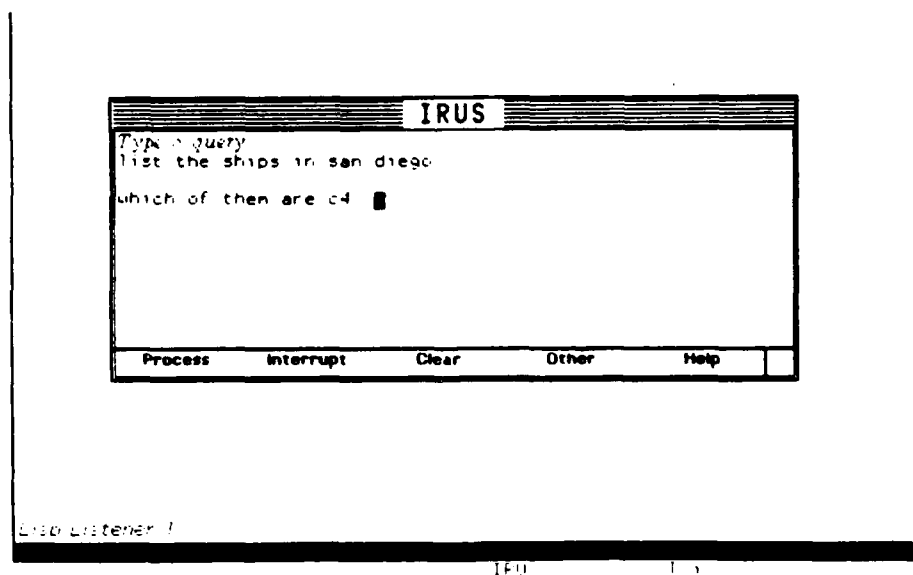 IRUS
Type a query
list the ships in san diego
which of them are c4
Process Interrupt Clear Other Help
Lisp Listener 1